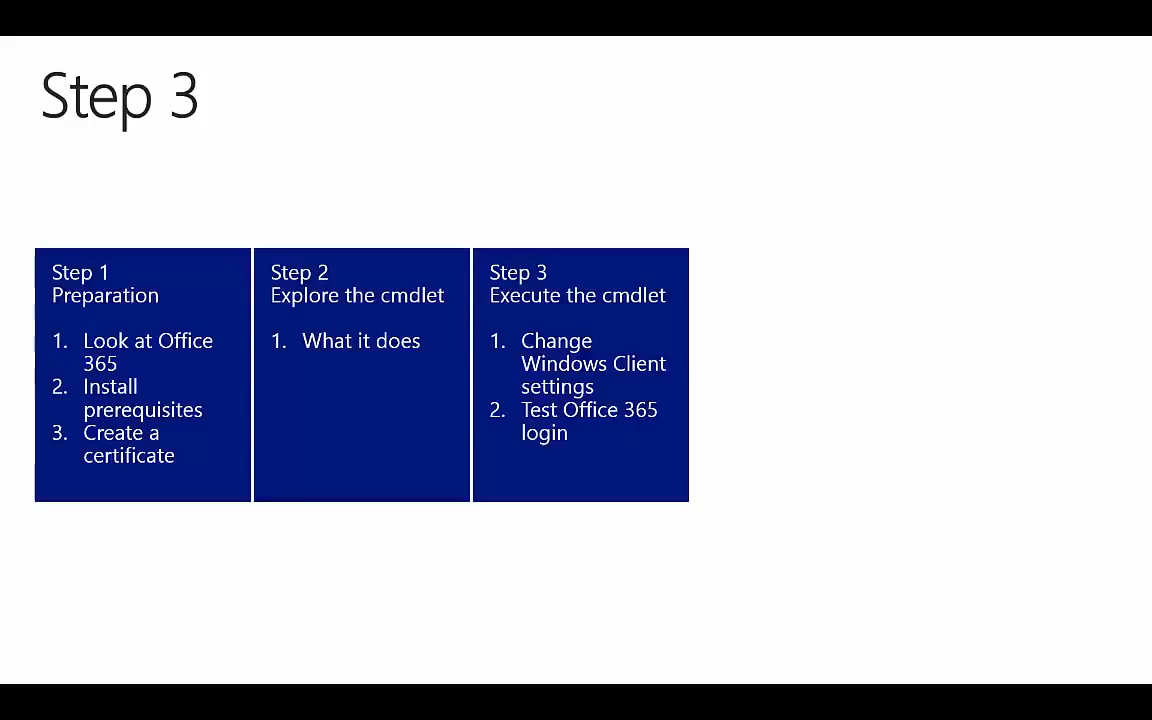 Step 3
Step 1
Preparation
1. Look at Office
365
2. Install
prerequisites
3. Create a
certificate
Step 2
Explore the cmdlet
1. What it does
Step 3
Execute the cmdlet
1. Change
Windows Client
settings
2. Test Office 365
login